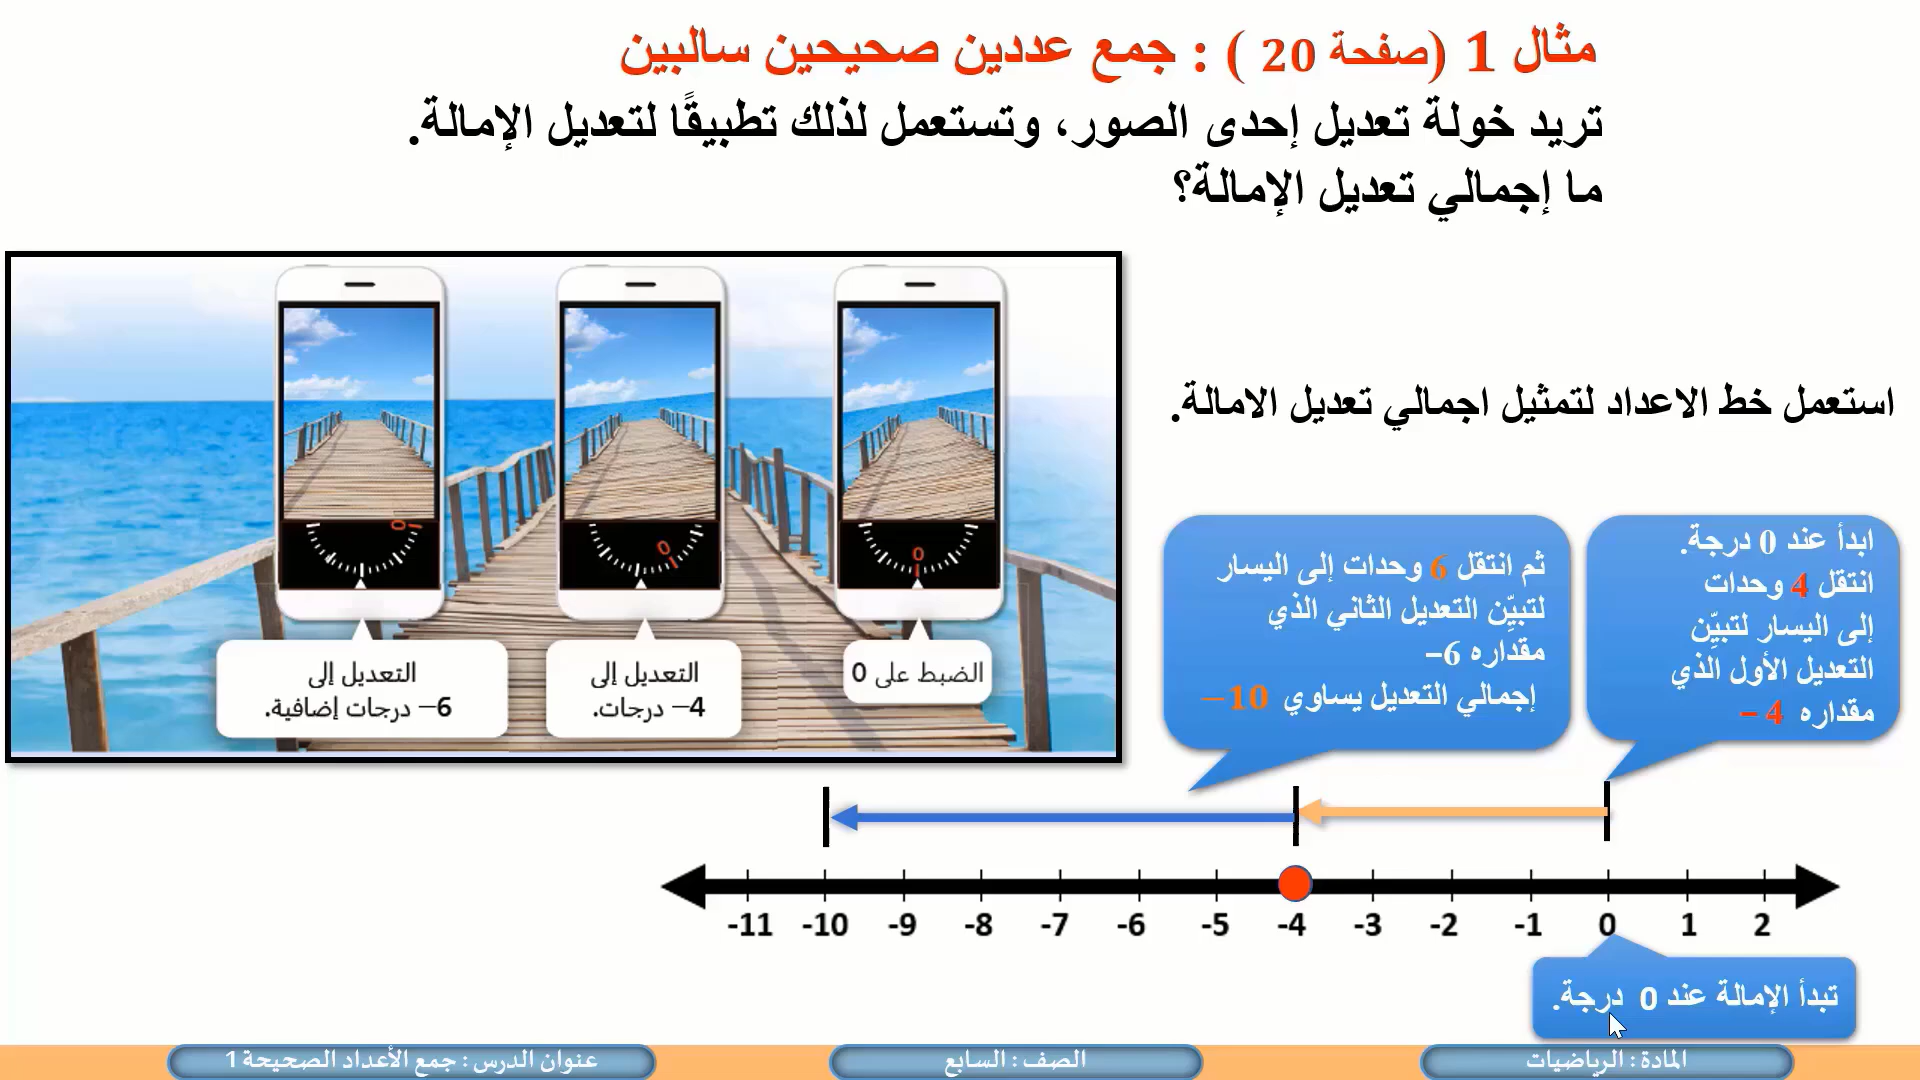 مثال 1 (صفحة 20 ) : جمع عددين صحيحين سالبين
تريد خولة تعديل إحدى الصور، وتستعمل لذلك تطبيقًا لتعديل الإمالة.
ما إجمالي تعديل الإمالة؟
استعمل خط الاعداد لتمثيل اجمالي تعديل الامالة.
0
0
0
الضبط على 0
التعديل إلى
4– درجات.
التعديل إلى
6– درجات إضافية.
ابدأ عند 0 درجة.
انتقل 4 وحدات
إلى اليسار لتبيِّن
التعديل الأول الذي
مقداره 4 –
ثم انتقل 6 وحدات إلى اليسار
لتبيِّن التعديل الثاني الذي
مقداره 6–
إجمالي التعديل يساوي 10–
-11 -10 -9 -8 -7 -6 -5 -4 -3 -2 -1 0 1 2
تبدأ الإمالة عند 0 درجة.
المادة : الرياضيات
الصف : السابع
عنوان الدرس : جمع الأعداد الصحيحة 1